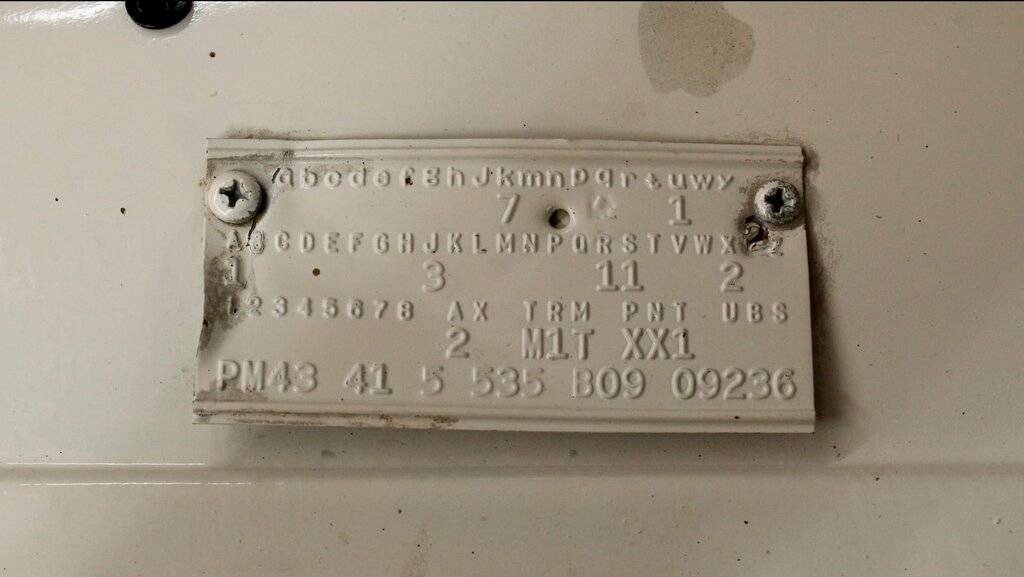 abcdefghJkmnpqrtuwy
7 1
ABCDEFGHJKLMNPQRSTVWX
1 3 11 2
12345678 AX TRM PNT UBS
2 M1T XX1
PM43 41 5 535 B09 09236